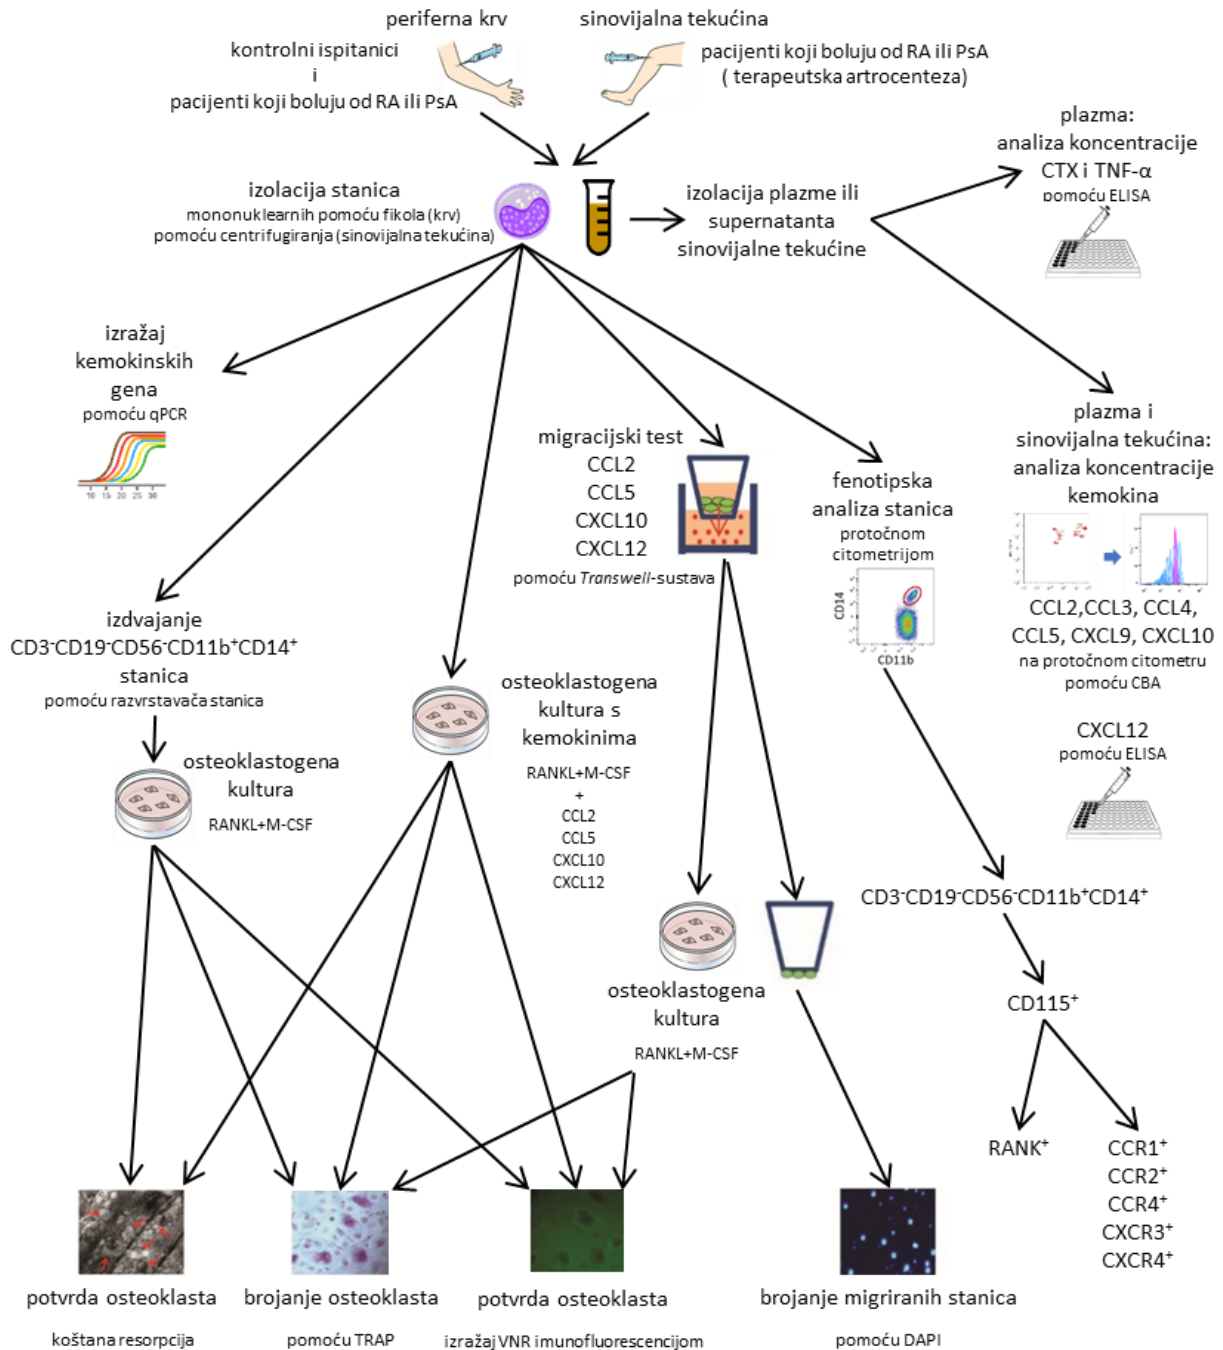 periferna krv
sinovijalna tekućina
kontrolni ispitanici
i
pacijenti koji boluju od RA ili PsA
pacijenti koji boluju od RA ili PsA
( terapeutska artrocenteza)
plazma:
analiza koncentracije
CTX i TNF-α
pomoću ELISA
izolacija stanica
mononuklearnih pomoću fikola (krv)
pomoću centrifugiranja (sinovijalna tekućina)
izolacija plazme ili
supernatanta
sinovijalne tekućine
izražaj
kemokinskih
gena
pomoću qPCR
10 15 20 25 30
migracijski test
CCL2
CCL5
CXCL10
CXCL12
pomoću Transwell-sustava
fenotipska
analiza stanica
protočnom
citometrijom
CD14
CD11b
plazma i
sinovijalna tekućina:
analiza koncentracije
kemokina
CCL2,CCL3, CCL4,
CCL5, CXCL9, CXCL10
na protočnom citometru
pomoću CBA
CXCL12
pomoću ELISA
izdvajanje
CD3⁻CD19⁻CD56⁻CD11b⁺CD14⁺
stanica
pomoću razvrstavača stanica
osteoklastogena
kultura
RANKL+M-CSF
osteoklastogena
kultura s
kemokinima
RANKL+M-CSF
+
CCL2
CCL5
CXCL10
CXCL12
osteoklastogena
kultura
RANKL+M-CSF
CD3⁻CD19⁻CD56⁻CD11b⁺CD14⁺
CD115⁺
RANK⁺
CCR1⁺
CCR2⁺
CCR4⁺
CXCR3⁺
CXCR4⁺
potvrda osteoklasta
koštana resorpcija
brojanje osteoklasta
pomoću TRAP
potvrda osteoklasta
izražaj VNR imunofluorescencijom
brojanje migriranih stanica
pomoću DAPI